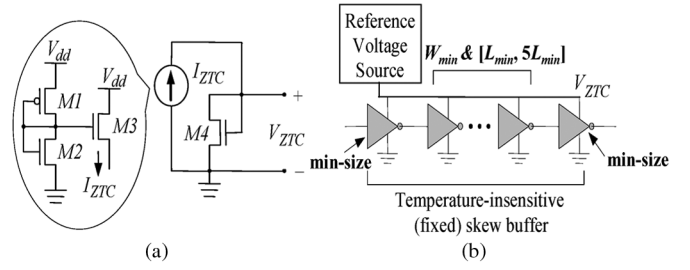 V_dd
M1
V_dd
M2
M3
I_ZTC
I_ZTC
M4
+
V_ZTC
−
(a)
Reference
Voltage
Source
W_min & [L_min, 5L_min]
V_ZTC
min-size
min-size
Temperature-insensitive
(fixed) skew buffer
(b)